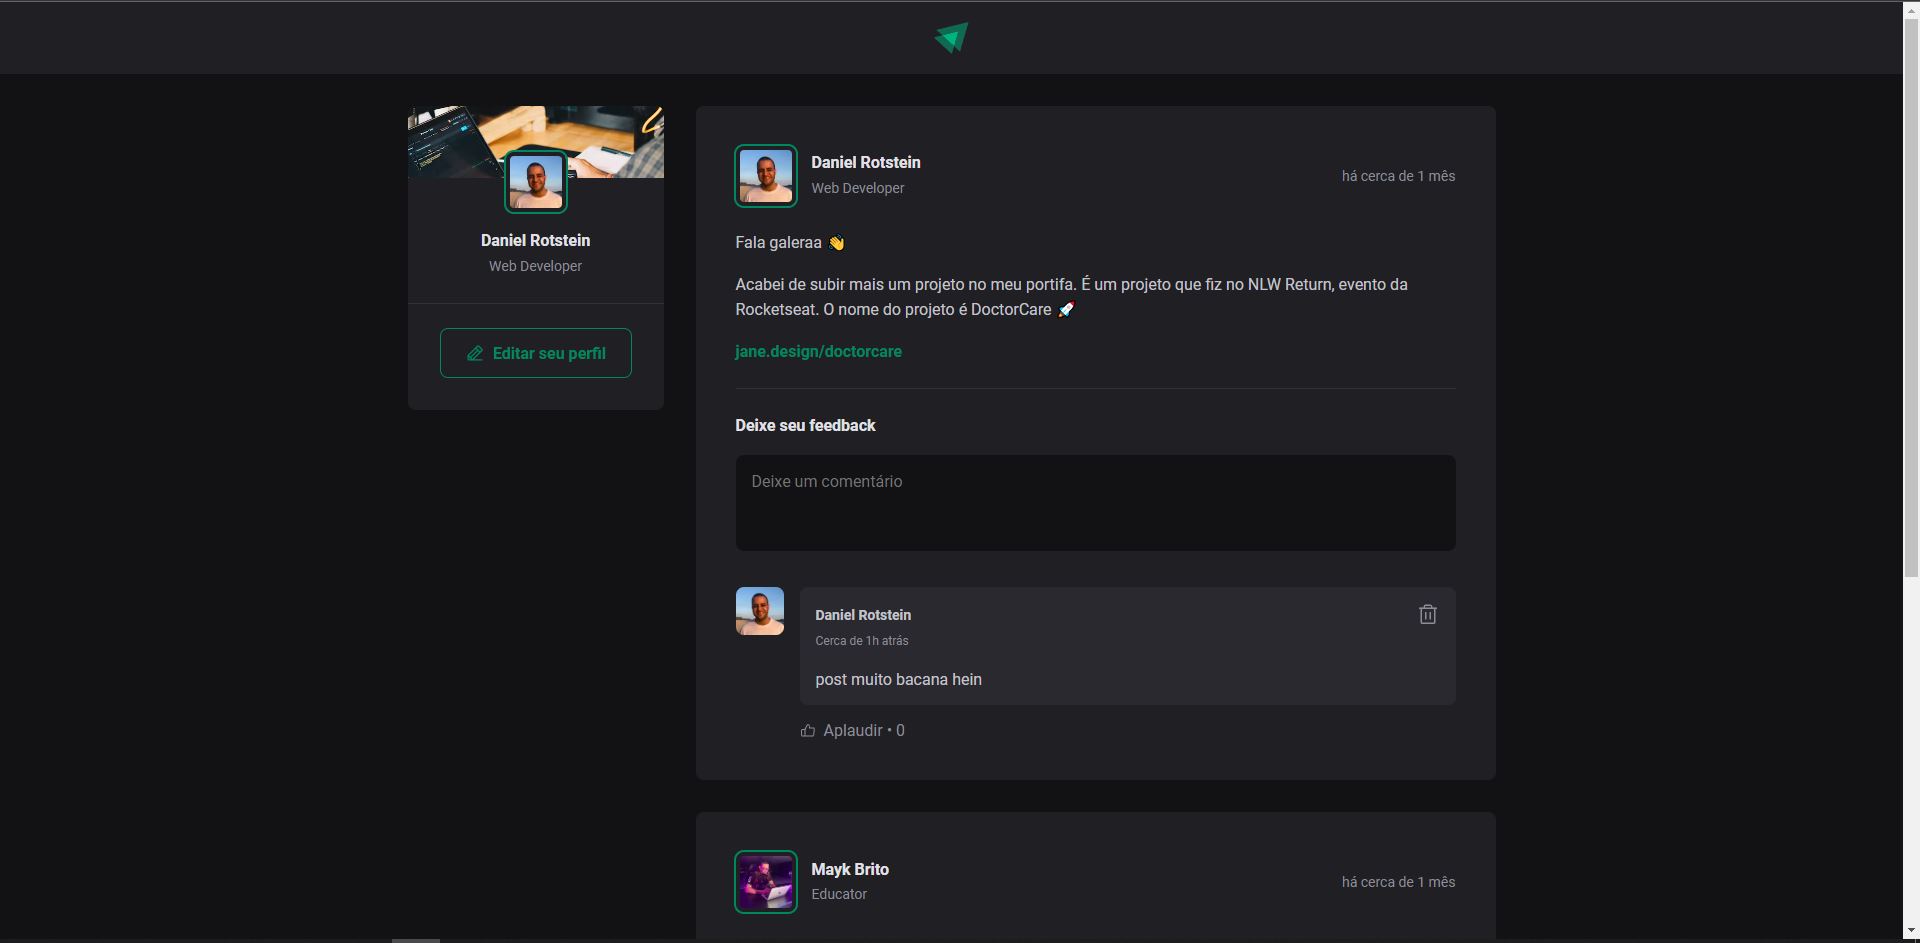 Daniel Rotstein
Web Developer
Editar seu perfil
Daniel Rotstein
Web Developer
há cerca de 1 mês
Fala galeraa 👋
Acabei de subir mais um projeto no meu portifa. É um projeto que fiz no NLW Return, evento da
Rocketseat. O nome do projeto é DoctorCare 🚀
jane.design/doctorcare
Deixe seu feedback
Deixe um comentário
Daniel Rotstein
Cerca de 1h atrás
post muito bacana hein
Aplaudir • 0
Mayk Brito
Educator
há cerca de 1 mês